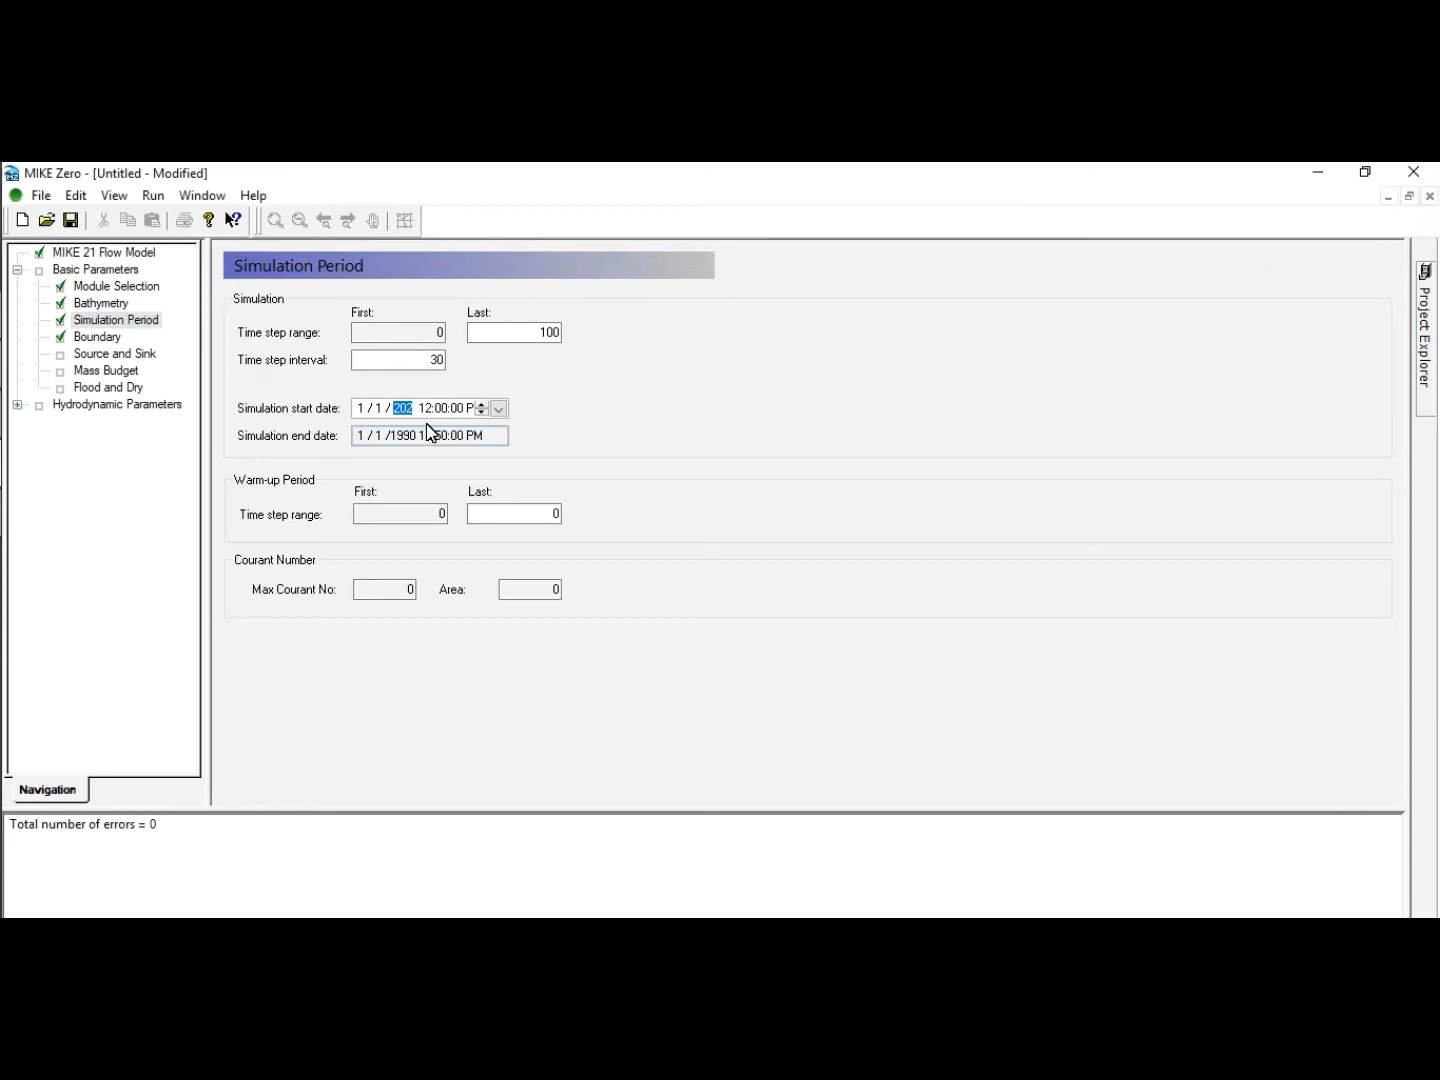 MIKE Zero - [Untitled - Modified]
File Edit View Run Window Help
MIKE 21 Flow Model
Basic Parameters
Module Selection
Bathymetry
Simulation Period
Boundary
Source and Sink
Mass Budget
Flood and Dry
Hydrodynamic Parameters
Navigation
Simulation Period
Simulation
First: Last:
Time step range: 0 100
Time step interval: 30
Simulation start date: 1 / 1 / 202 12:00:00 P
Simulation end date: 1 / 1 /1990 1 50:00 PM
Warm-up Period
First: Last:
Time step range: 0 0
Courant Number
Max Courant No: 0 Area: 0
Project Explorer
Total number of errors = 0